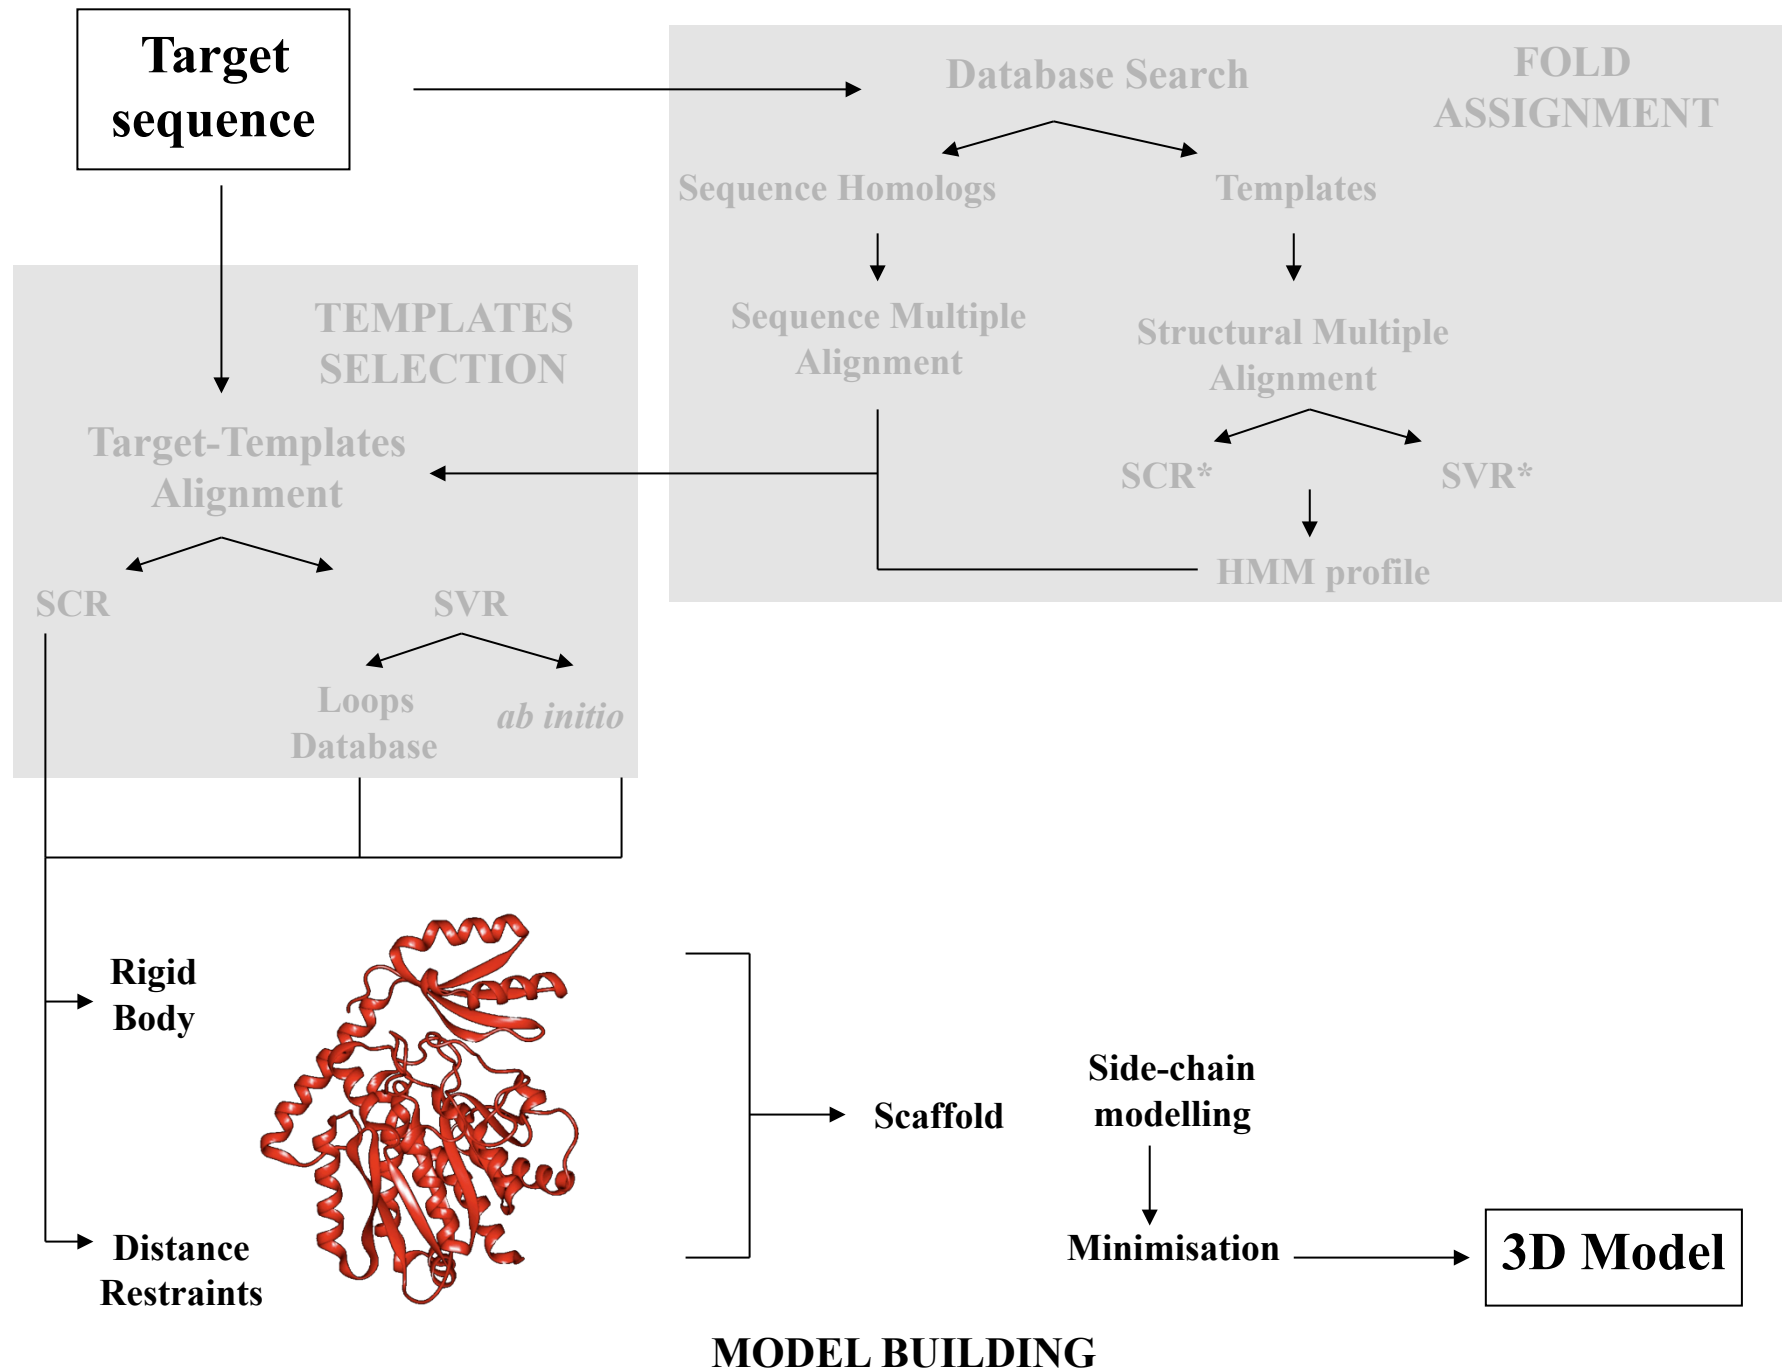 Target
sequence
Database Search
FOLD
ASSIGNMENT
Sequence Homologs
Templates
Sequence Multiple
Alignment
Structural Multiple
Alignment
SCR*
SVR*
HMM profile
TEMPLATES
SELECTION
Target-Templates
Alignment
SCR
SVR
Loops
Database
ab initio
Rigid
Body
Distance
Restraints
Scaffold
Side-chain
modelling
Minimisation
3D Model
MODEL BUILDING